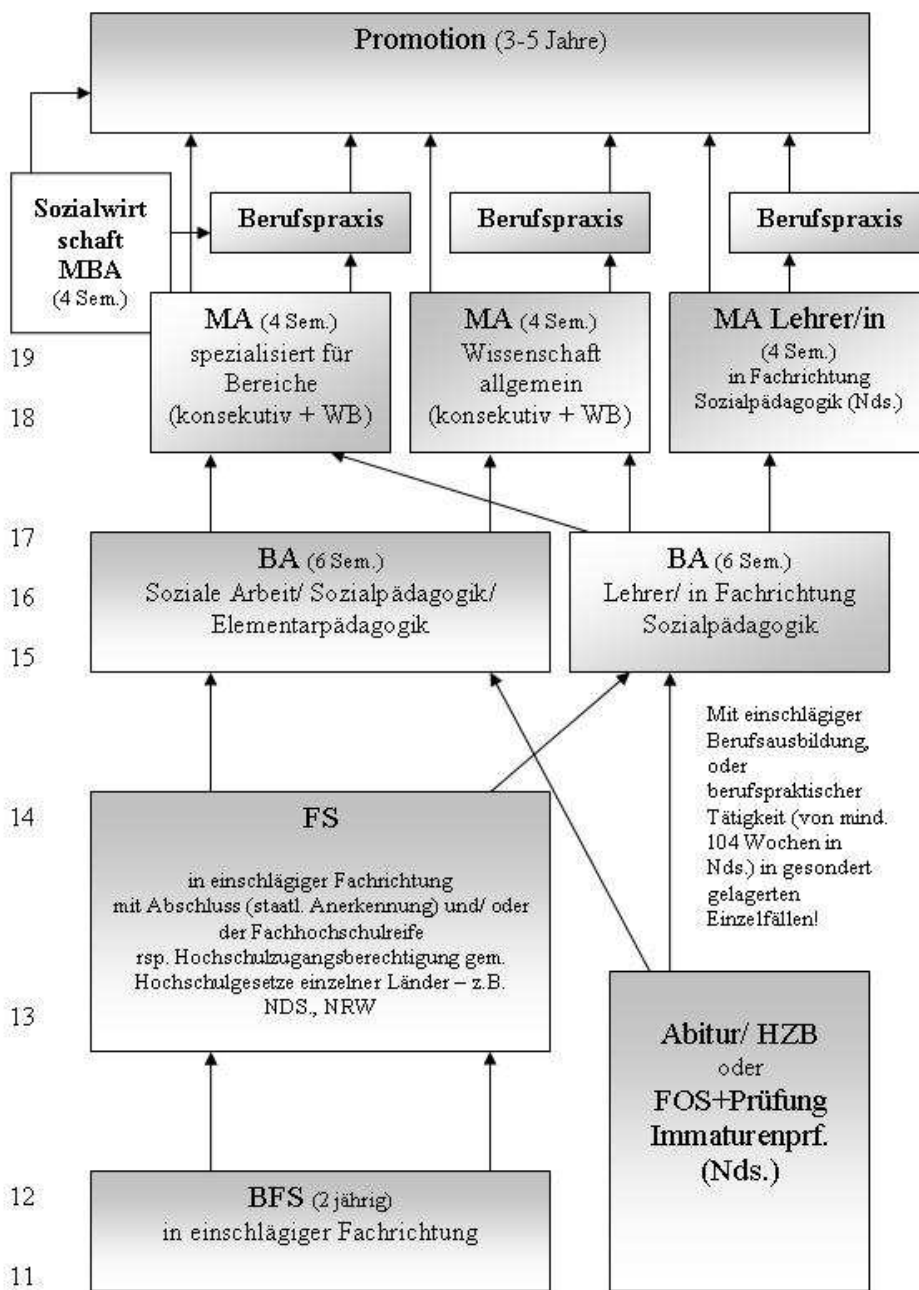 Promotion (3-5 Jahre)
Sozialwirt
schaft
MBA
(4 Sem.)
Berufspraxis
Berufspraxis
Berufspraxis
MA (4 Sem.)
spezialisiert für
Bereiche
(konsekutiv + WB)
MA (4 Sem.)
Wissenschaft
allgemein
(konsekutiv + WB)
MA Lehrer/in
(4 Sem.)
in Fachrichtung
Sozialpädagogik (Nds.)
19
18
17
16
15
BA (6 Sem.)
Soziale Arbeit/ Sozialpädagogik/
Elementarpädagogik
BA (6 Sem.)
Lehrer/ in Fachrichtung
Sozialpädagogik
Mit einschlägiger
Berufsausbildung,
oder
berufspraktischer
Tätigkeit (von mind.
104 Wochen in
Nds.) in gesondert
gelagerten
Einzelfällen!
14
13
FS
in einschlägiger Fachrichtung
mit Abschluss (staatl. Anerkennung) und/ oder
der Fachhochschulreife
rsp. Hochschulzugangsberechtigung gem.
Hochschulgesetze einzelner Länder – z.B.
NDS., NRW
Abitur/ HZB
oder
FOS+Prüfung
Immaturenprf.
(Nds.)
12
11
BFS (2 jährig)
in einschlägiger Fachrichtung